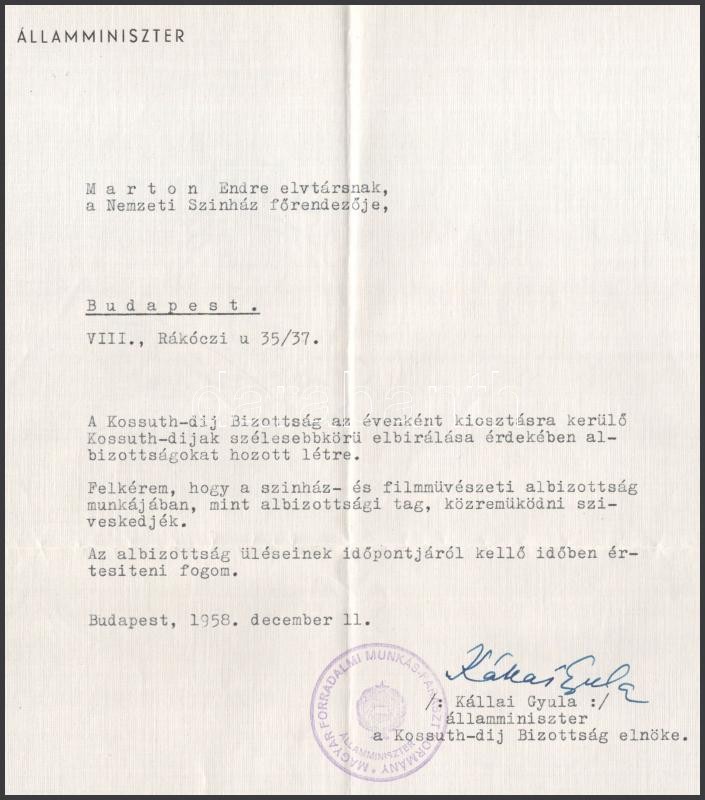 ÁLLAMMINISZTER
M a r t o n Endre elvtársnak,
a Nemzeti Szinház főrendezője,
B u d a p e s t .
VIII., Rákóczi u 35/37.
A Kossuth-dij Bizottság az évenként kiosztásra kerülő
Kossuth-dijak szélesebbkörü elbirálása érdekében al-
bizottságokat hozott létre.
Felkérem, hogy a szinház- és filmmüvészeti albizottság
munkájában, mint albizottsági tag, közremüködni szi-
veskedjék.
Az albizottság üléseinek időpontjáról kellő időben ér-
tesiteni fogom.
Budapest, 1958. december 11.
Kállai Gyula
/: Kállai Gyula :/
államminiszter
a Kossuth-dij Bizottság elnöke.
MAGYAR FORRADALMI MUNKÁS-PARASZT KORMÁNY *
ÁLLAMMINISZTER